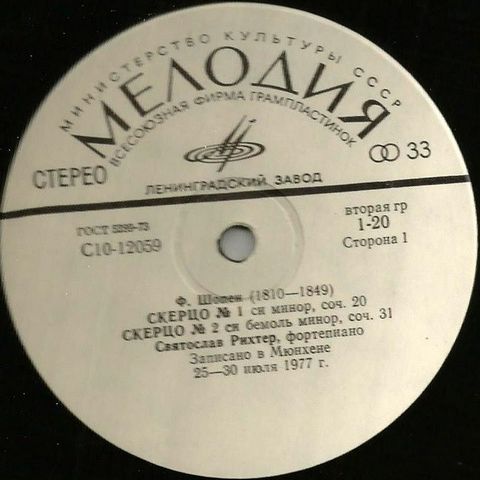 МИНИСТЕРСТВО КУЛЬТУРЫ СССР
МЕЛОДИЯ
ВСЕСОЮЗНАЯ ФИРМА ГРАМПЛАСТИНОК
СТЕРЕО
33
ЛЕНИНГРАДСКИЙ ЗАВОД
ГОСТ 5289-73
С10-12059
вторая гр
1-20
Сторона 1
Ф. Шопен (1810—1849)
СКЕРЦО № 1 си минор, соч. 20
СКЕРЦО № 2 си бемоль минор, соч. 31
Святослав Рихтер, фортепиано
Записано в Мюнхене
25—30 июля 1977 г.